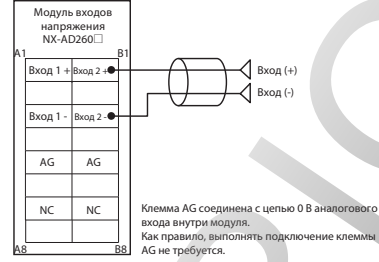 Модуль входов
напряжения
NX-AD260□
A1
B1
Вход 1 +
Вход 2 +
Вход 1 -
Вход 2 -
AG
AG
NC
NC
A8
B8
Вход (+)
Вход (-)
Клемма AG соединена с цепью 0 В аналогового
входа внутри модуля.
Как правило, выполнять подключение клеммы
AG не требуется.